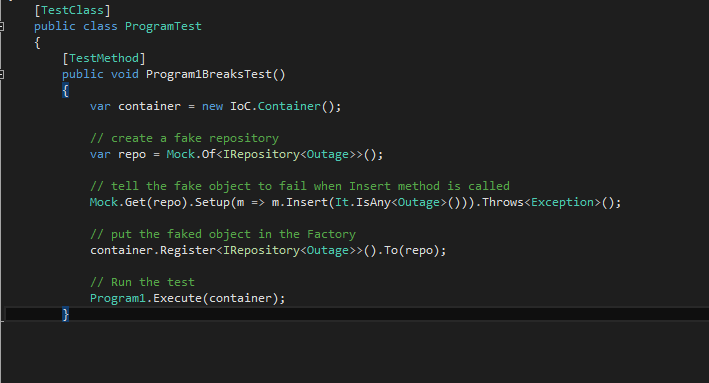 [TestClass]
public class ProgramTest
{
[TestMethod]
public void Program1BreaksTest()
{
var container = new IoC.Container();
// create a fake repository
var repo = Mock.Of<IRepository<Outage>>();
// tell the fake object to fail when Insert method is called
Mock.Get(repo).Setup(m => m.Insert(It.IsAny<Outage>())).Throws<Exception>();
// put the faked object in the Factory
container.Register<IRepository<Outage>>().To(repo);
// Run the test
Program1.Execute(container);
}